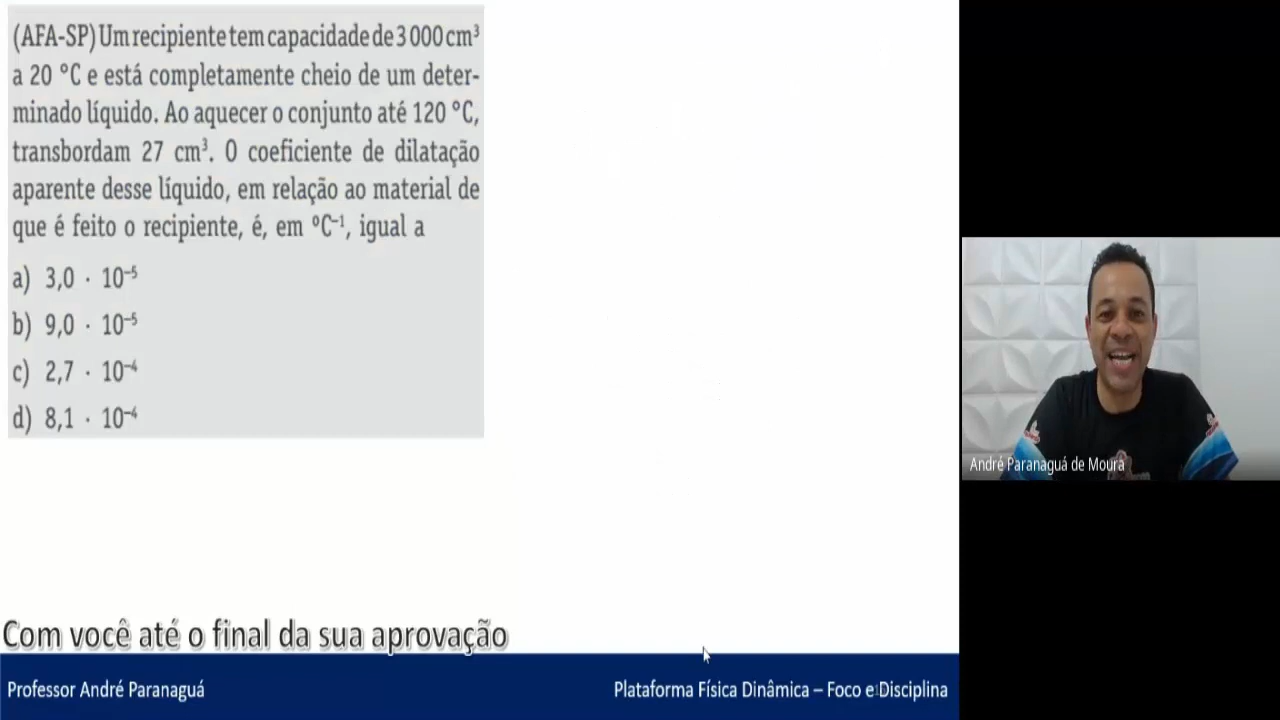 (AFA-SP) Um recipiente tem capacidade de 3 000 cm³
a 20 °C e está completamente cheio de um deter-
minado líquido. Ao aquecer o conjunto até 120 °C,
transbordam 27 cm³. O coeficiente de dilatação
aparente desse líquido, em relação ao material de
que é feito o recipiente, é, em °C⁻¹, igual a
a) 3,0 · 10⁻⁵
b) 9,0 · 10⁻⁵
c) 2,7 · 10⁻⁴
d) 8,1 · 10⁻⁴
André Paranaguá de Moura
Com você até o final da sua aprovação
Professor André Paranaguá
Plataforma Física Dinâmica – Foco e Disciplina